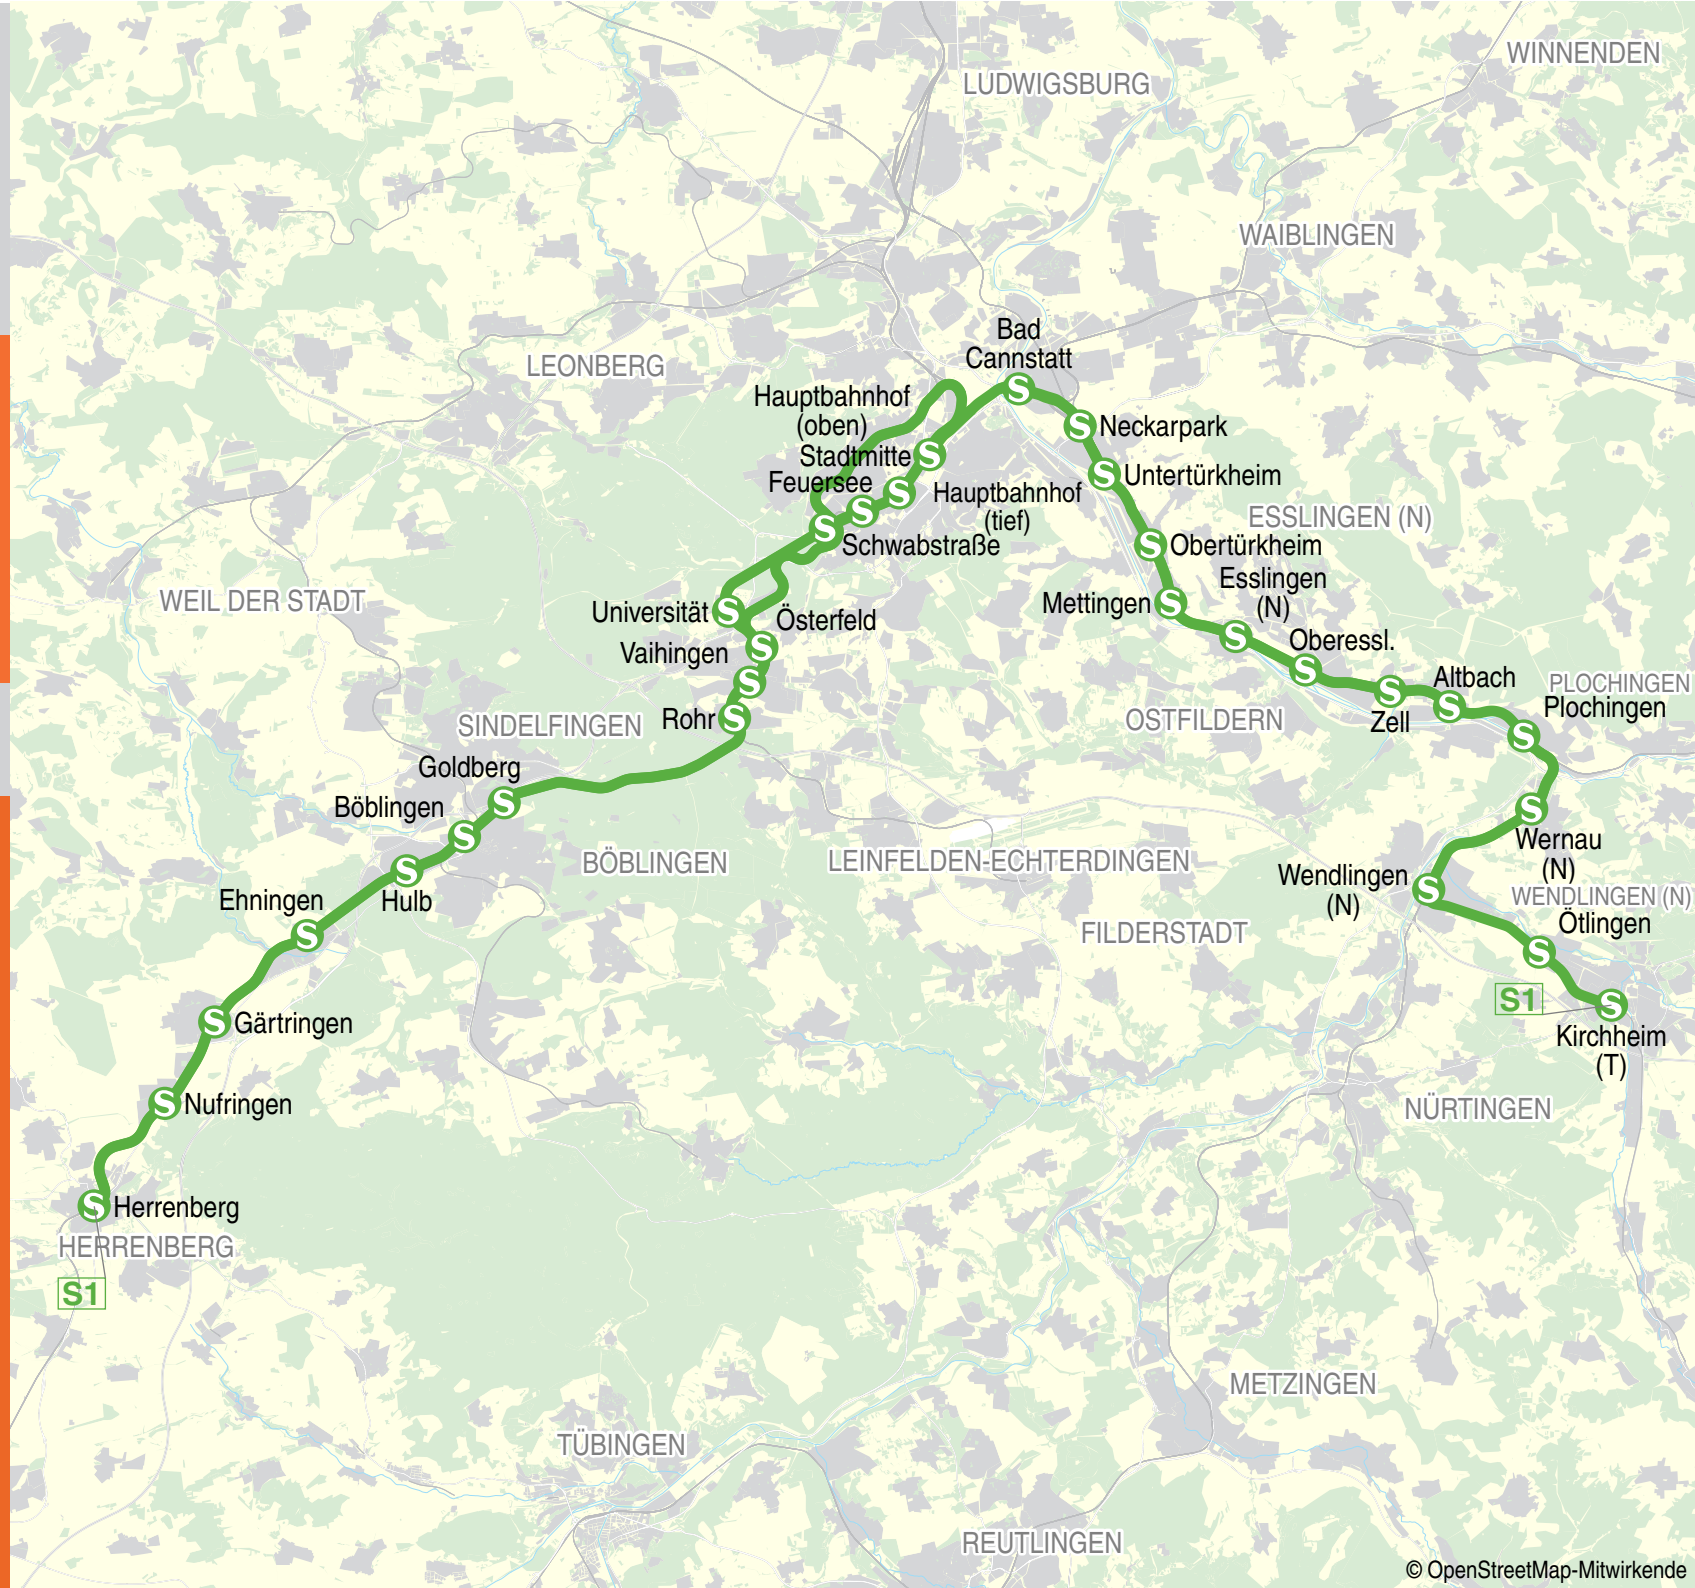 WINNENDEN
LUDWIGSBURG
WAIBLINGEN
Bad
Cannstatt
LEONBERG
Hauptbahnhof
(oben)
Neckarpark
Stadtmitte
Untertürkheim
Feuersee
Hauptbahnhof
(tief)
ESSLINGEN (N)
Schwabstraße
Obertürkheim
Esslingen
(N)
WEIL DER STADT
Mettingen
Universität
Österfeld
Oberessl.
Vaihingen
Altbach
PLOCHINGEN
Plochingen
Rohr
SINDELFINGEN
OSTFILDERN
Zell
Goldberg
Böblingen
Wernau
(N)
BÖBLINGEN
LEINFELDEN-ECHTERDINGEN
Wendlingen
(N)
WENDLINGEN (N)
Ehningen
Hulb
Ötlingen
FILDERSTADT
S1
Gärtringen
Kirchheim
(T)
Nufringen
NÜRTINGEN
Herrenberg
HERRENBERG
S1
METZINGEN
TÜBINGEN
REUTLINGEN
© OpenStreetMap-Mitwirkende